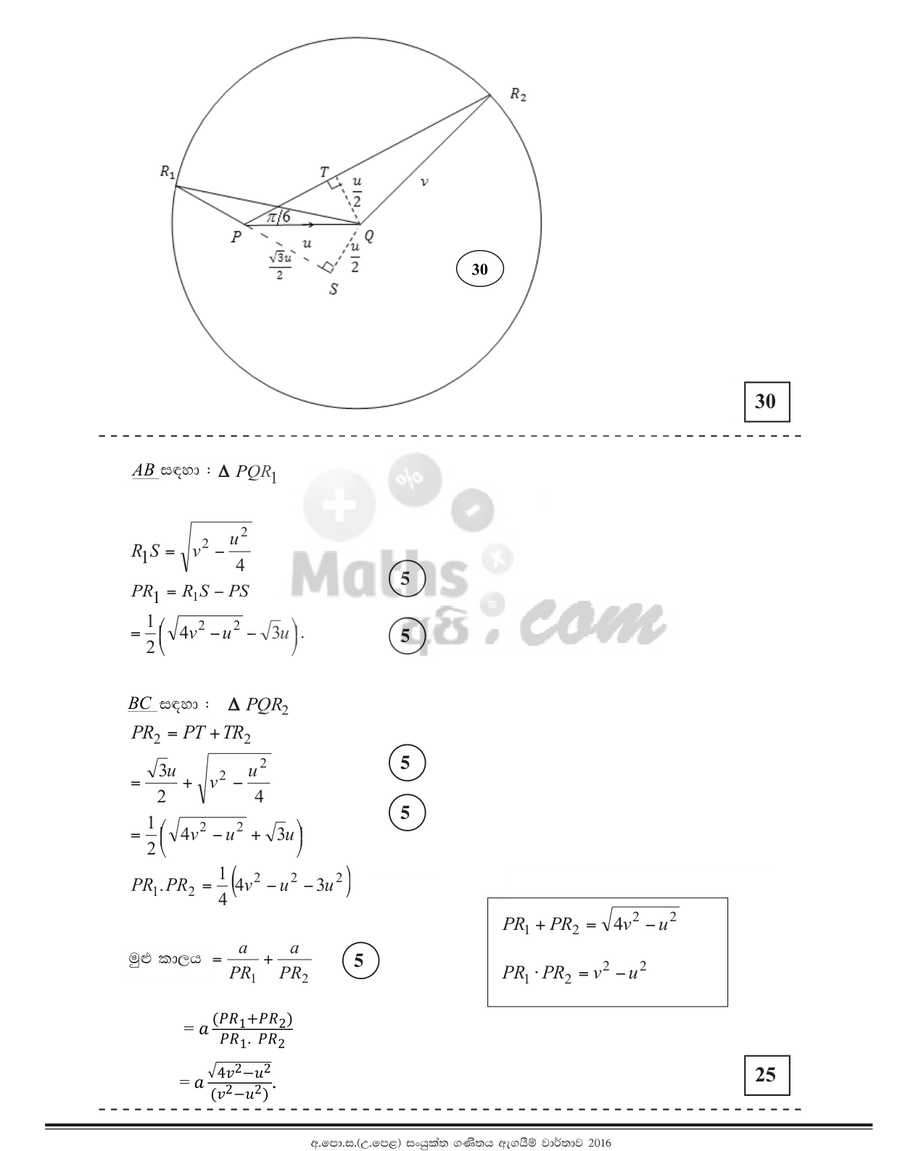 R₂
R₁
T
u/2
v
π/6
P
u
Q
√3u/2
u/2
S
30
30
AB සඳහා : Δ PQR₁
R₁S = √(v² − u²/4)
Maths
PR₁ = R₁S − PS
5
= 1/2 (√(4v² − u²) − √3u).
5
අපි . com
BC සඳහා : Δ PQR₂
PR₂ = PT + TR₂
= √3u/2 + √(v² − u²/4)
5
= 1/2 (√(4v² − u²) + √3u)
5
PR₁.PR₂ = 1/4 (4v² − u² − 3u²)
PR₁ + PR₂ = √(4v² − u²)
PR₁ · PR₂ = v² − u²
මුළු කාලය = a/PR₁ + a/PR₂
5
= a (PR₁+PR₂)/(PR₁. PR₂)
= a √(4v²−u²)/(v²−u²).
25
අ.පො.ස.(උ.පෙළ) සංයුක්ත ගණිතය ඇගයීම් වාර්තාව 2016